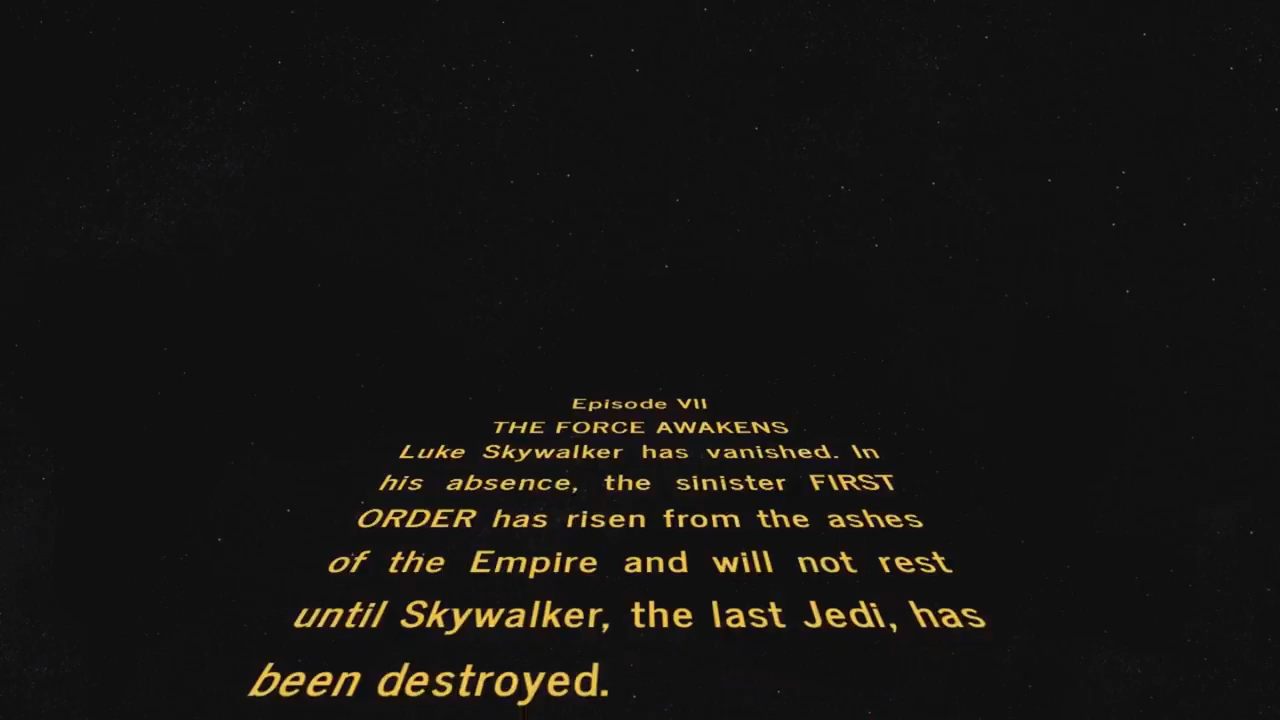 Episode VII
THE FORCE AWAKENS
Luke Skywalker has vanished. In
his absence, the sinister FIRST
ORDER has risen from the ashes
of the Empire and will not rest
until Skywalker, the last Jedi, has
been destroyed.